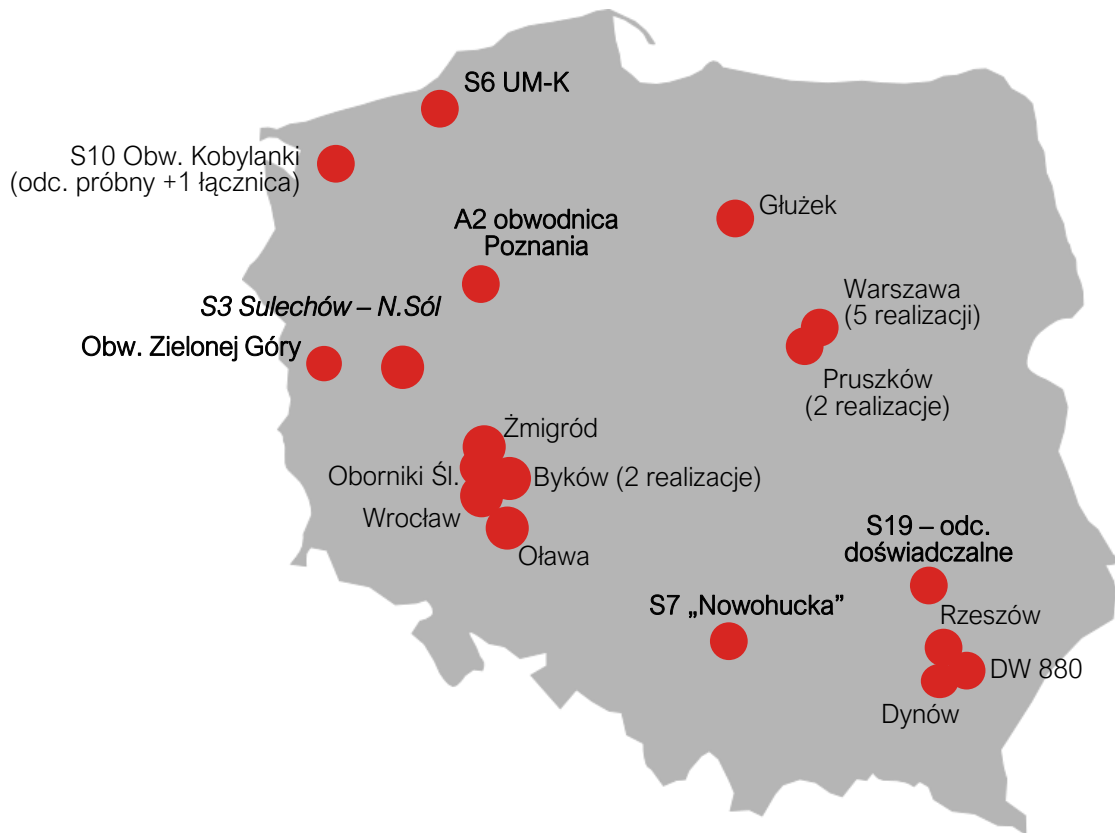 S6 UM-K
S10 Obw. Kobylanki
(odc. próbny +1 łącznica)
Głużek
A2 obwodnica
Poznania
Warszawa
(5 realizacji)
S3 Sulechów – N.Sól
Obw. Zielonej Góry
Pruszków
(2 realizacje)
Żmigród
Oborniki Śl.
Byków (2 realizacje)
Wrocław
Oława
S19 – odc.
doświadczalne
S7 „Nowohucka”
Rzeszów
DW 880
Dynów